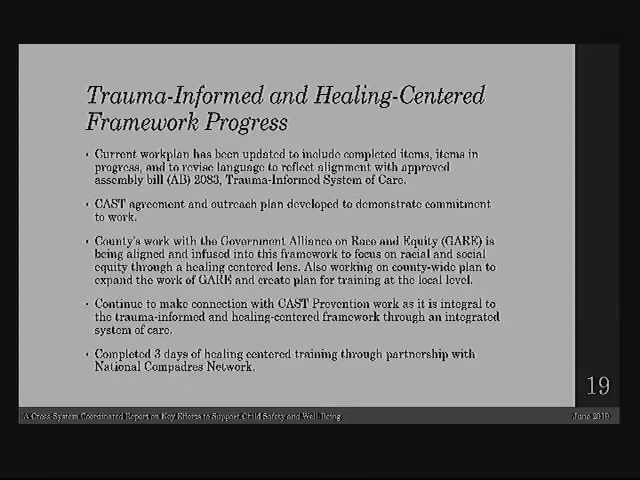 Trauma-Informed and Healing-Centered
Framework Progress
• Current workplan has been updated to include completed items, items in
progress, and to revise language to reflect alignment with approved
assembly bill (AB) 2083, Trauma-Informed System of Care.
• CAST agreement and outreach plan developed to demonstrate commitment
to work.
• County's work with the Government Alliance on Race and Equity (GARE) is
being aligned and infused into this framework to focus on racial and social
equity through a healing centered lens. Also working on county-wide plan to
expand the work of GARE and create plan for training at the local level.
• Continue to make connection with CAST Prevention work as it is integral to
the trauma-informed and healing-centered framework through an integrated
system of care.
• Completed 3 days of healing centered training through partnership with
National Compadres Network.
19
A Cross-System Coordinated Report on Key Efforts to Support Child Safety and Well-Being
June 2019